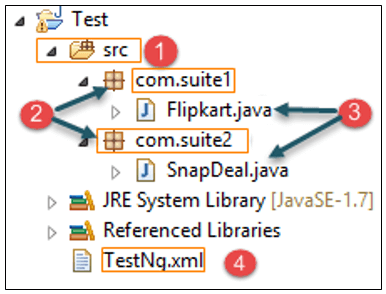 Test
src 1
com.suite1
2 Flipkart.java 3
com.suite2
SnapDeal.java
JRE System Library [JavaSE-1.7]
Referenced Libraries
TestNg.xml 4